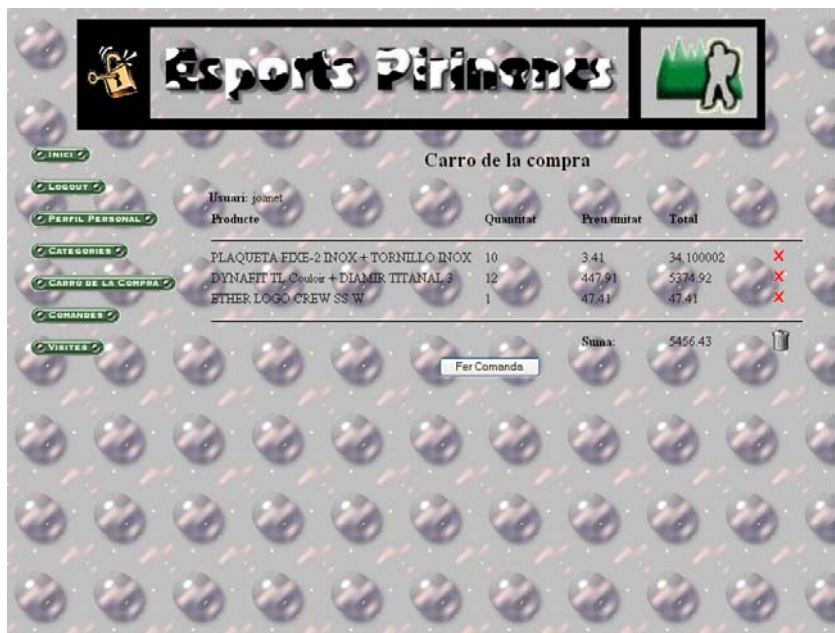 Esports Pirinencs
Inici
Logout
Perfil Personal
Categories
Carro de la Compra
Comandes
Visites
Carro de la compra
Usuari: joanet
Producte Quantitat Preu unitat Total
PLAQUETA FIXE-2 INOX + TORNILLO INOX 10 3.41 34.100002
DYNAFIT TL Couloir + DIAMIR TITANAL 3 12 447.91 5374.92
ETHER LOGO CREW SS W 1 47.41 47.41
Suma: 5456.43
Fer Comanda